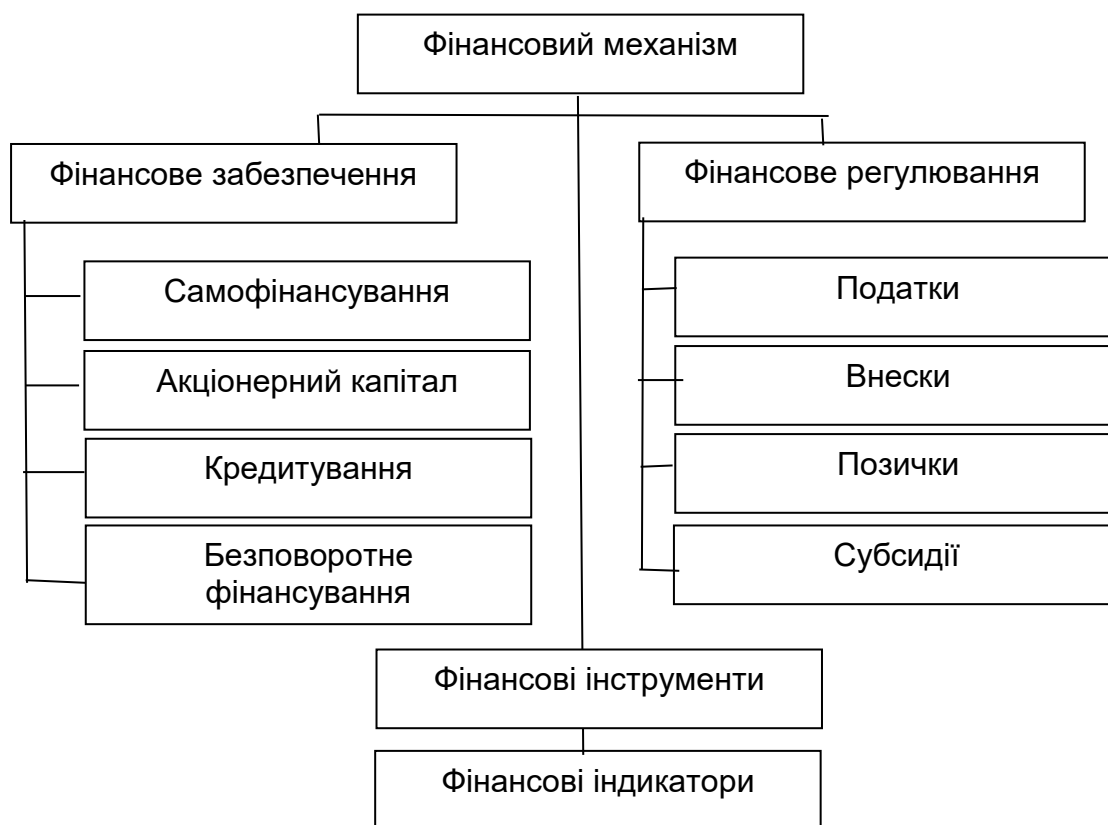 Фінансовий механізм
Фінансове забезпечення
Фінансове регулювання
Самофінансування
Акціонерний капітал
Кредитування
Безповоротне
фінансування
Податки
Внески
Позички
Субсидії
Фінансові інструменти
Фінансові індикатори